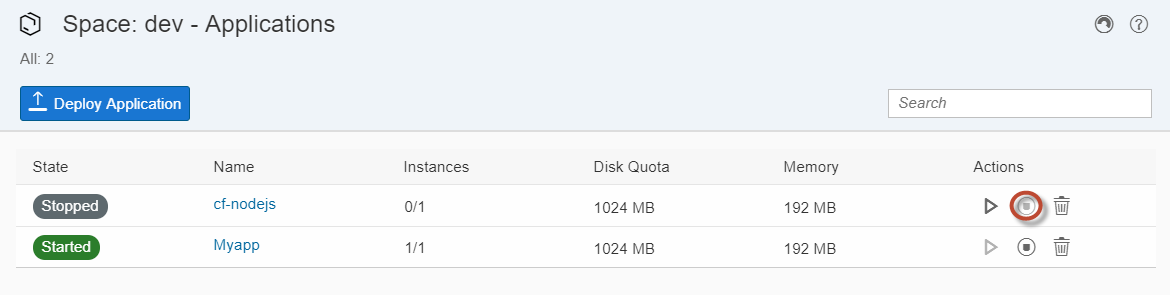 Space: dev - Applications
All: 2
Deploy Application
Search
State Name Instances Disk Quota Memory Actions
Stopped cf-nodejs 0/1 1024 MB 192 MB
Started Myapp 1/1 1024 MB 192 MB